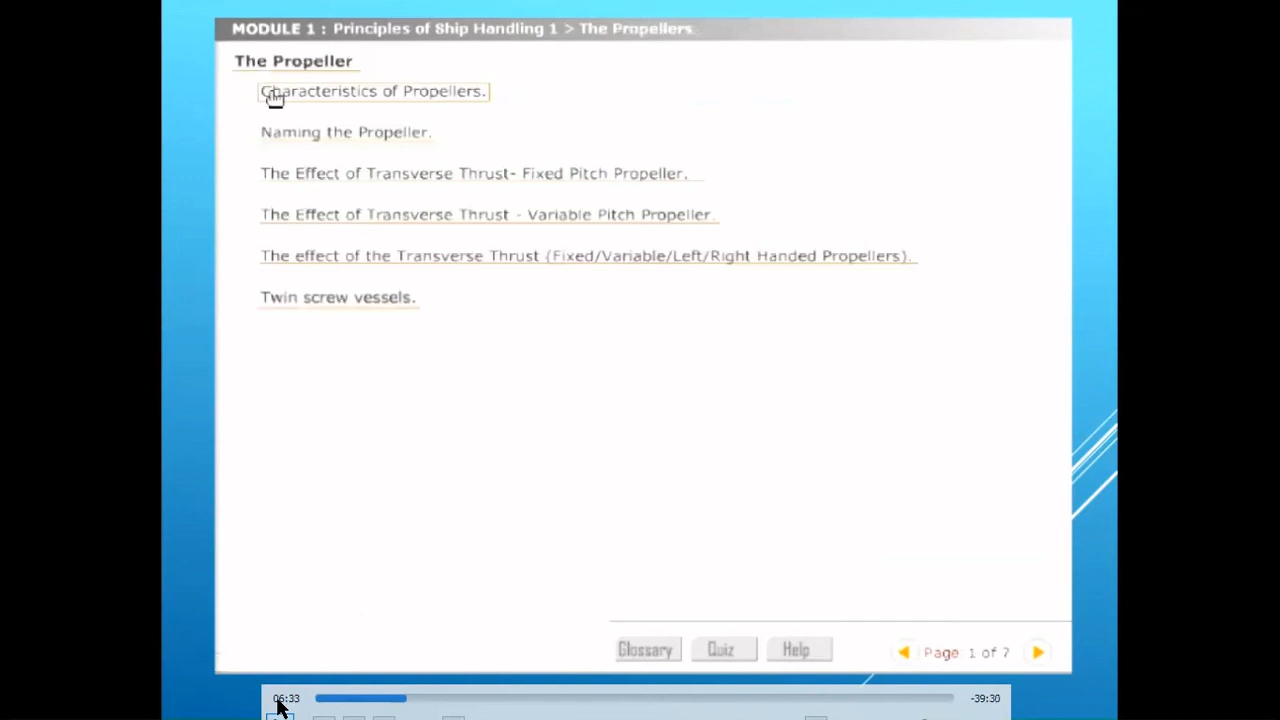 MODULE 1 : Principles of Ship Handling 1 > The Propellers
The Propeller
Characteristics of Propellers.
Naming the Propeller.
The Effect of Transverse Thrust- Fixed Pitch Propeller.
The Effect of Transverse Thrust - Variable Pitch Propeller.
The effect of the Transverse Thrust (Fixed/Variable/Left/Right Handed Propellers).
Twin screw vessels.
Glossary Quiz Help Page 1 of 7
06:33 -39:30